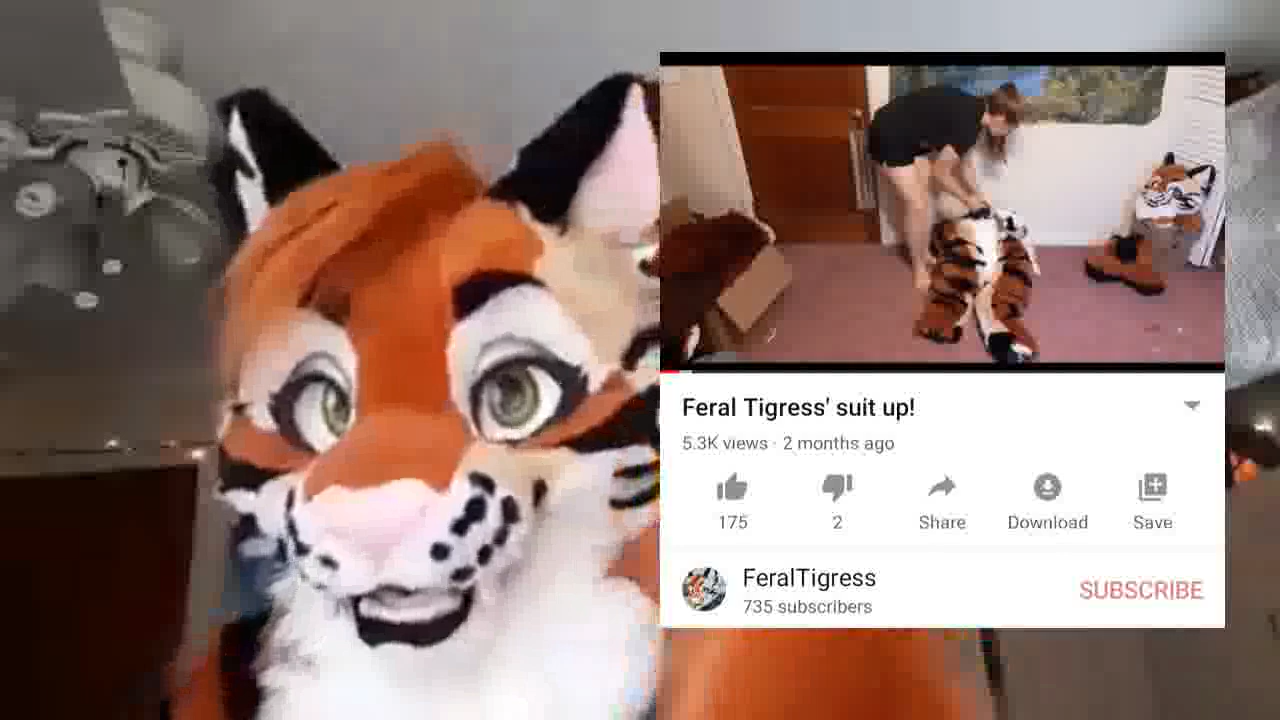 Feral Tigress' suit up!
5.3K views · 2 months ago
175
2
Share
Download
Save
FeralTigress
735 subscribers
SUBSCRIBE